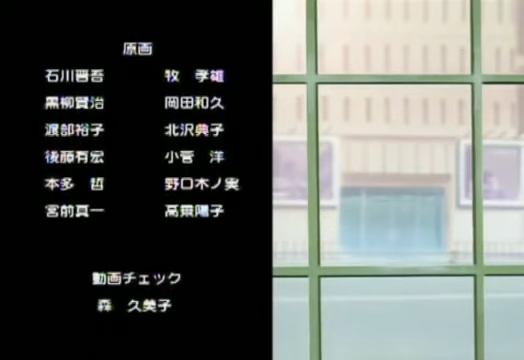 原画
石川晋吾　牧　孝雄
黒柳賢治　岡田和久
渡部裕子　北沢典子
後藤有宏　小菅　洋
本多　哲　野口木ノ実
宮前真一　高乗陽子
動画チェック
森　久美子